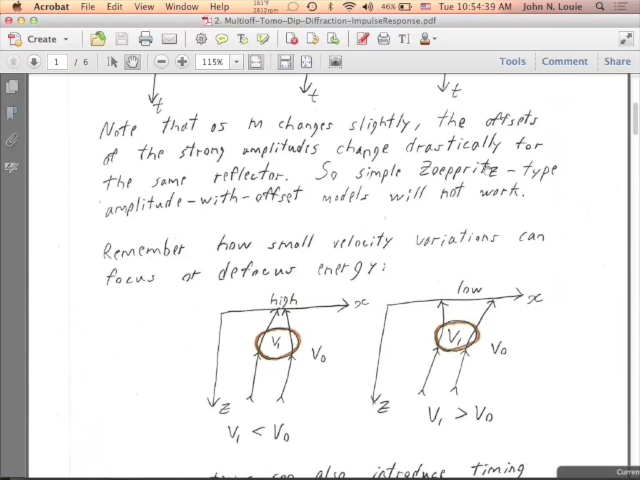 Acrobat File Edit View Window Help 161°F 2812rpm 46% Tue 10:54:39 AM John N. Louie
2. Multioff-Tomo-Dip-Diffraction-ImpulseResponse.pdf
Create 1 / 6 115% Tools Comment Share
t t t
Note that as m changes slightly, the offsets
of the strong amplitudes change drastically for
the same reflector. So simple Zoeppritz-type
amplitude-with-offset models will not work.
Remember how small velocity variations can
focus or defocus energy:
high x low x
V₁ V₀ V₁ V₀
z z
V₁ < V₀ V₁ > V₀
can also introduce timing
Curren